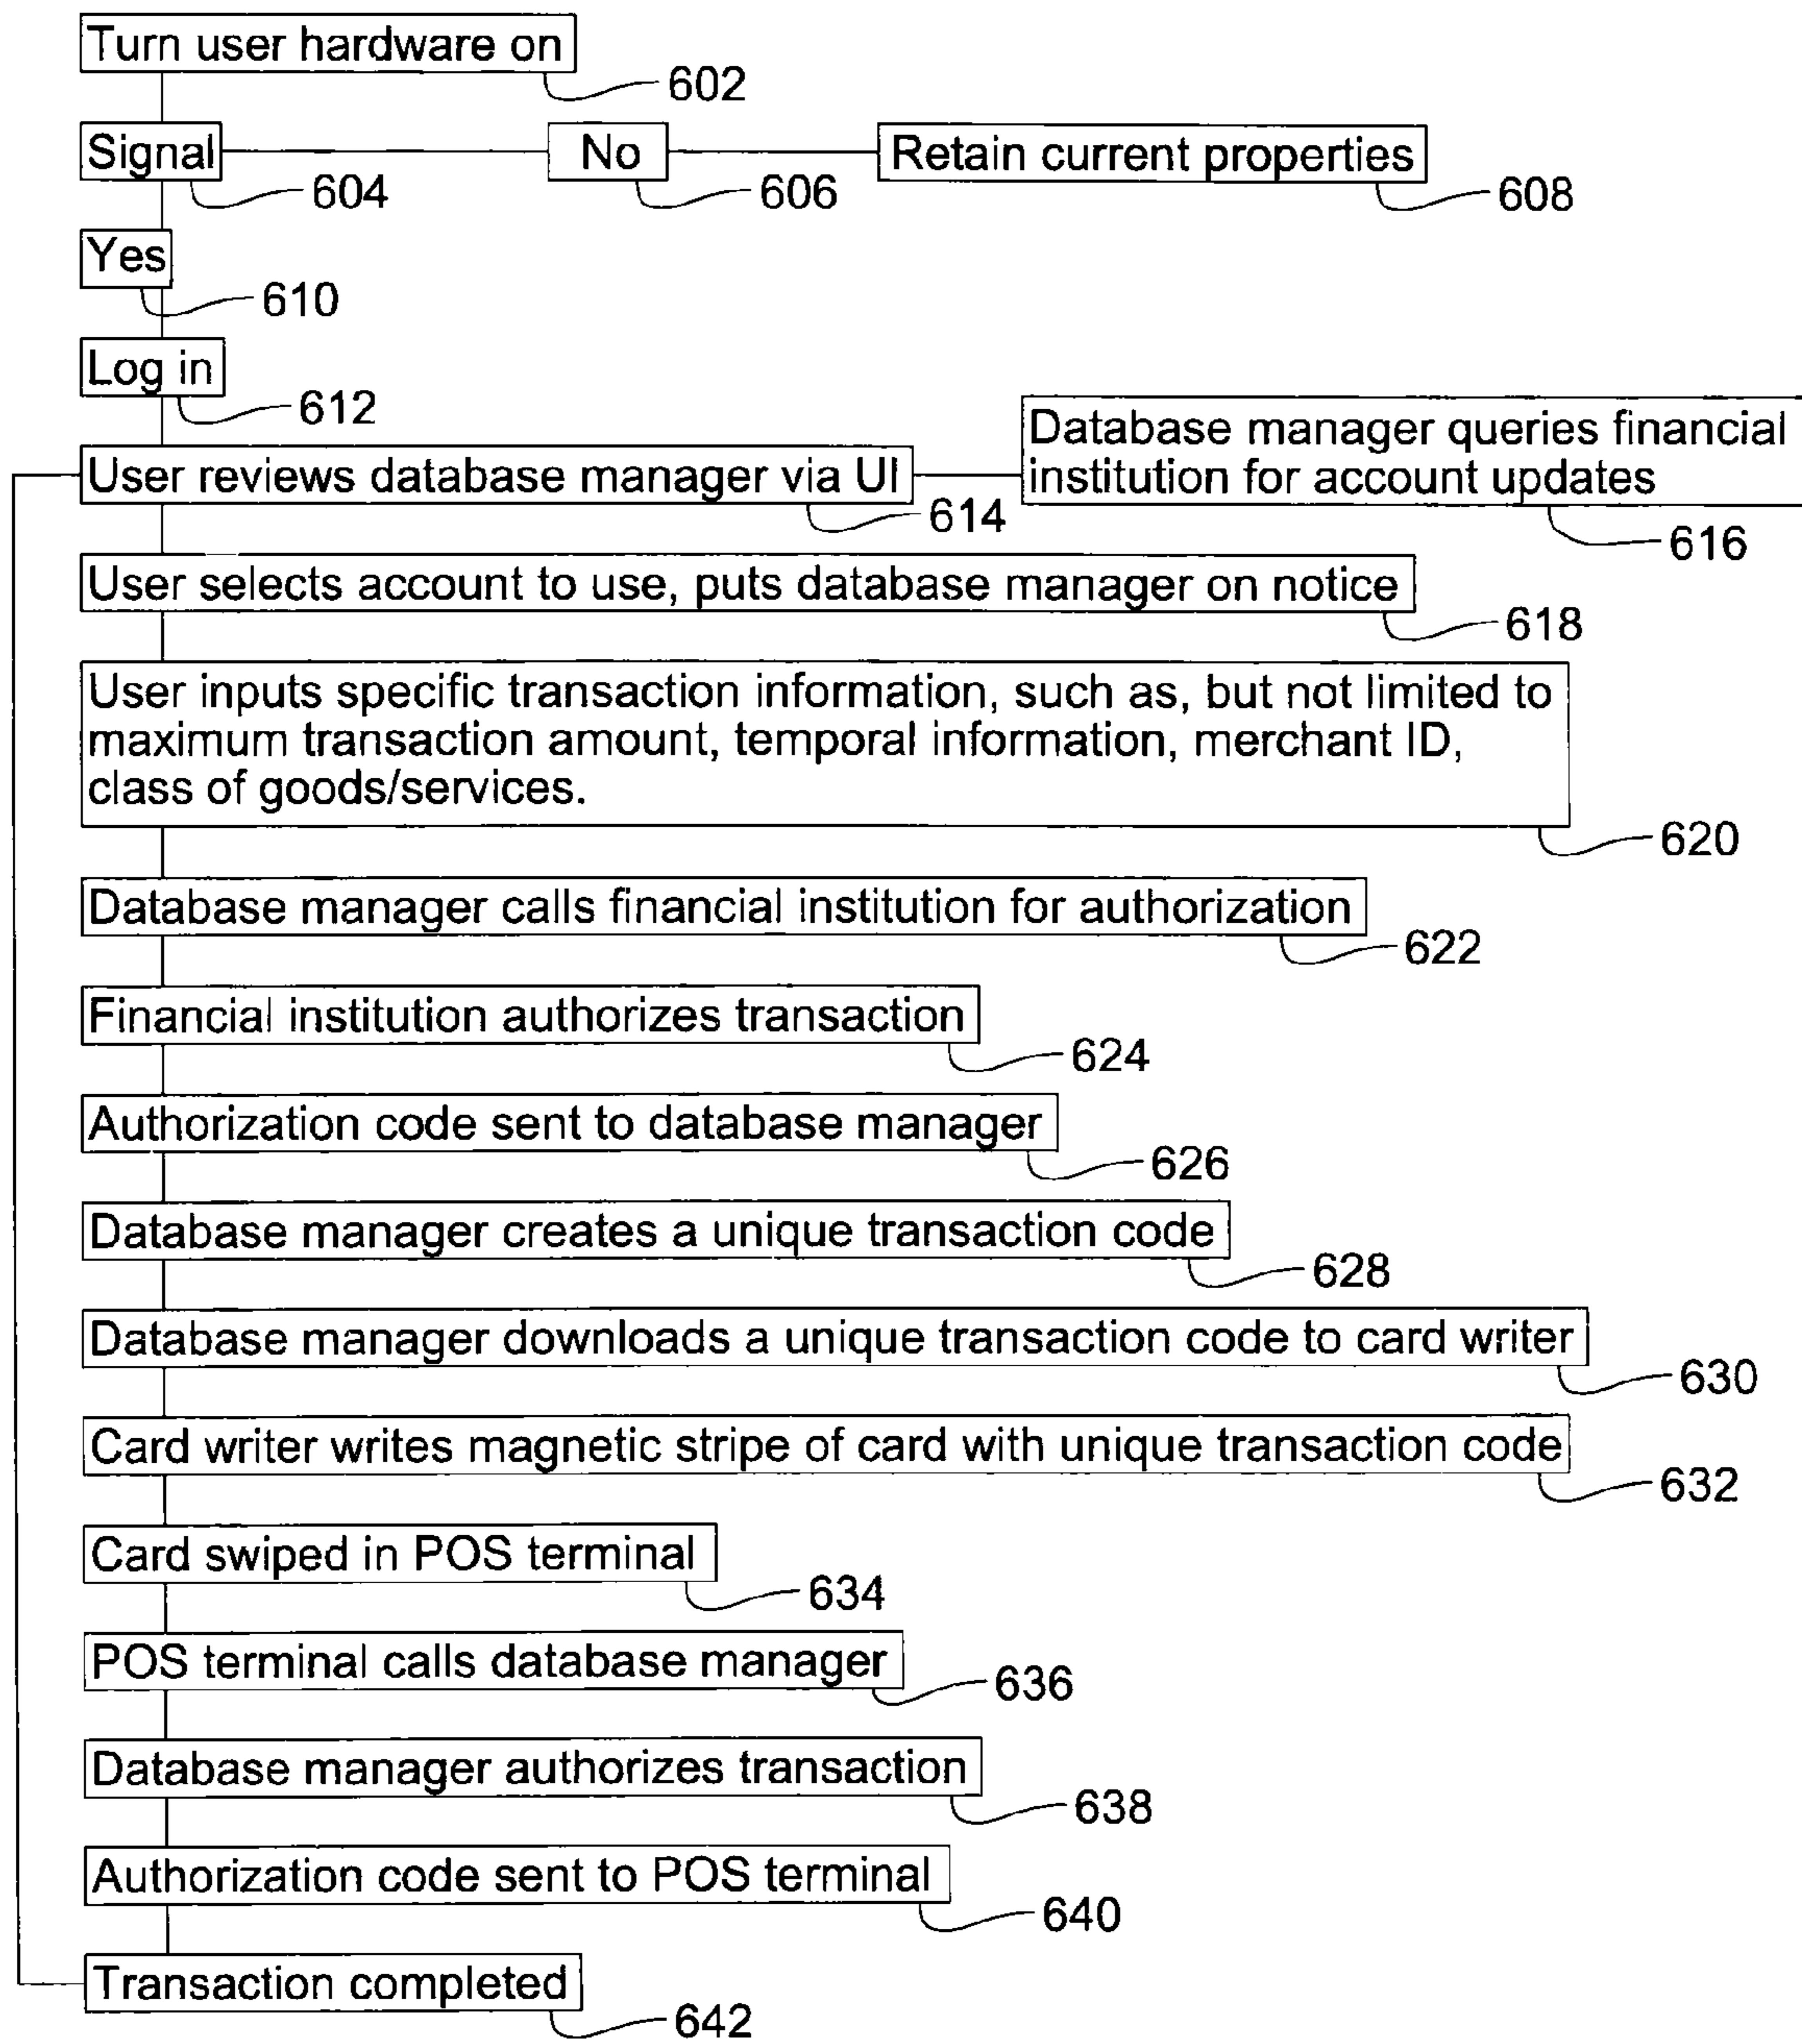 Turn user hardware on
602
Signal
No
Retain current properties
604
606
608
Yes
610
Log in
612
User reviews database manager via UI
Database manager queries financial
institution for account updates
614
616
User selects account to use, puts database manager on notice
618
User inputs specific transaction information, such as, but not limited to
maximum transaction amount, temporal information, merchant ID,
class of goods/services.
620
Database manager calls financial institution for authorization
622
Financial institution authorizes transaction
624
Authorization code sent to database manager
626
Database manager creates a unique transaction code
628
Database manager downloads a unique transaction code to card writer
630
Card writer writes magnetic stripe of card with unique transaction code
632
Card swiped in POS terminal
634
POS terminal calls database manager
636
Database manager authorizes transaction
638
Authorization code sent to POS terminal
640
Transaction completed
642